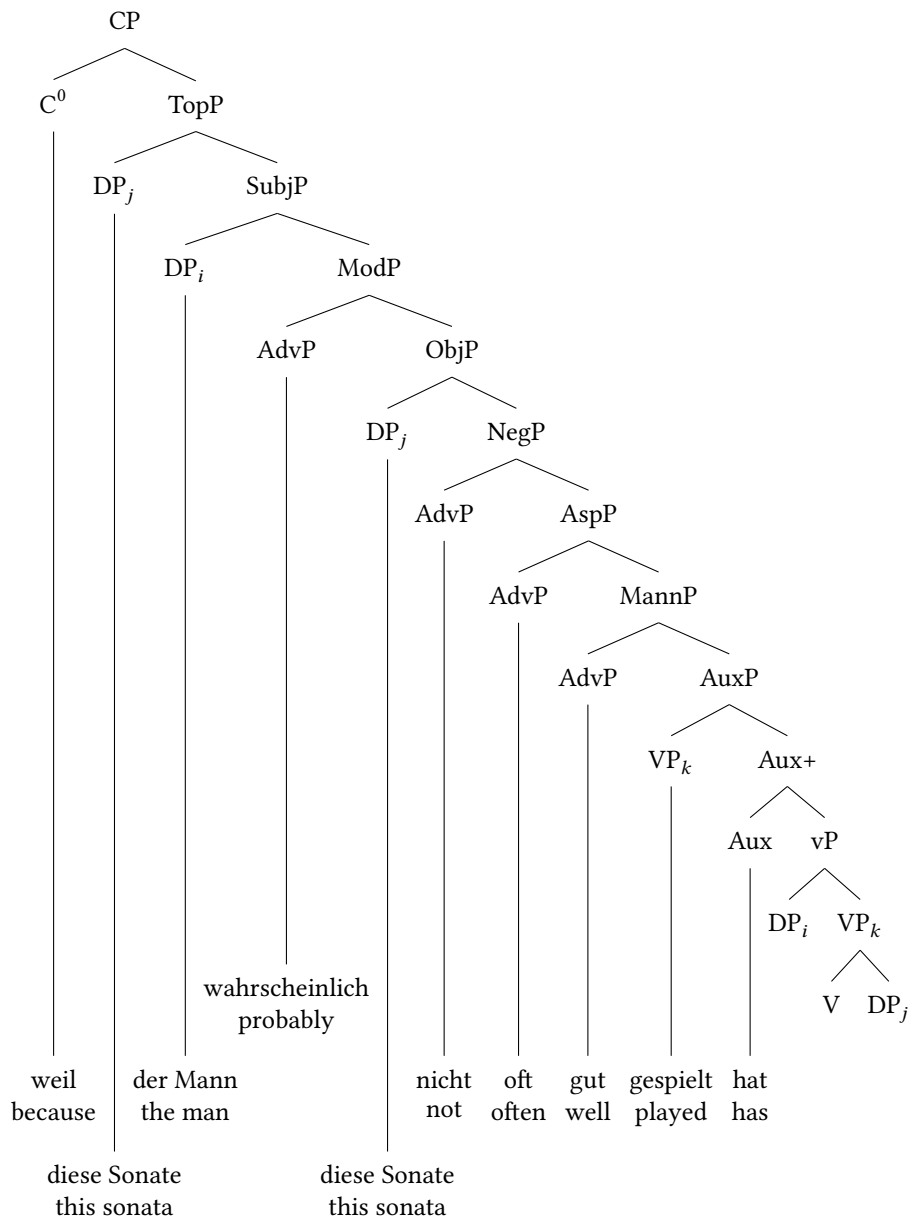 CP
C⁰ TopP
DPⱼ SubjP
DPᵢ ModP
AdvP ObjP
DPⱼ NegP
AdvP AspP
AdvP MannP
AdvP AuxP
VPₖ Aux+
Aux vP
DPᵢ VPₖ
V DPⱼ
wahrscheinlich
probably
weil der Mann nicht oft gut gespielt hat
because the man not often well played has
diese Sonate diese Sonate
this sonata this sonata